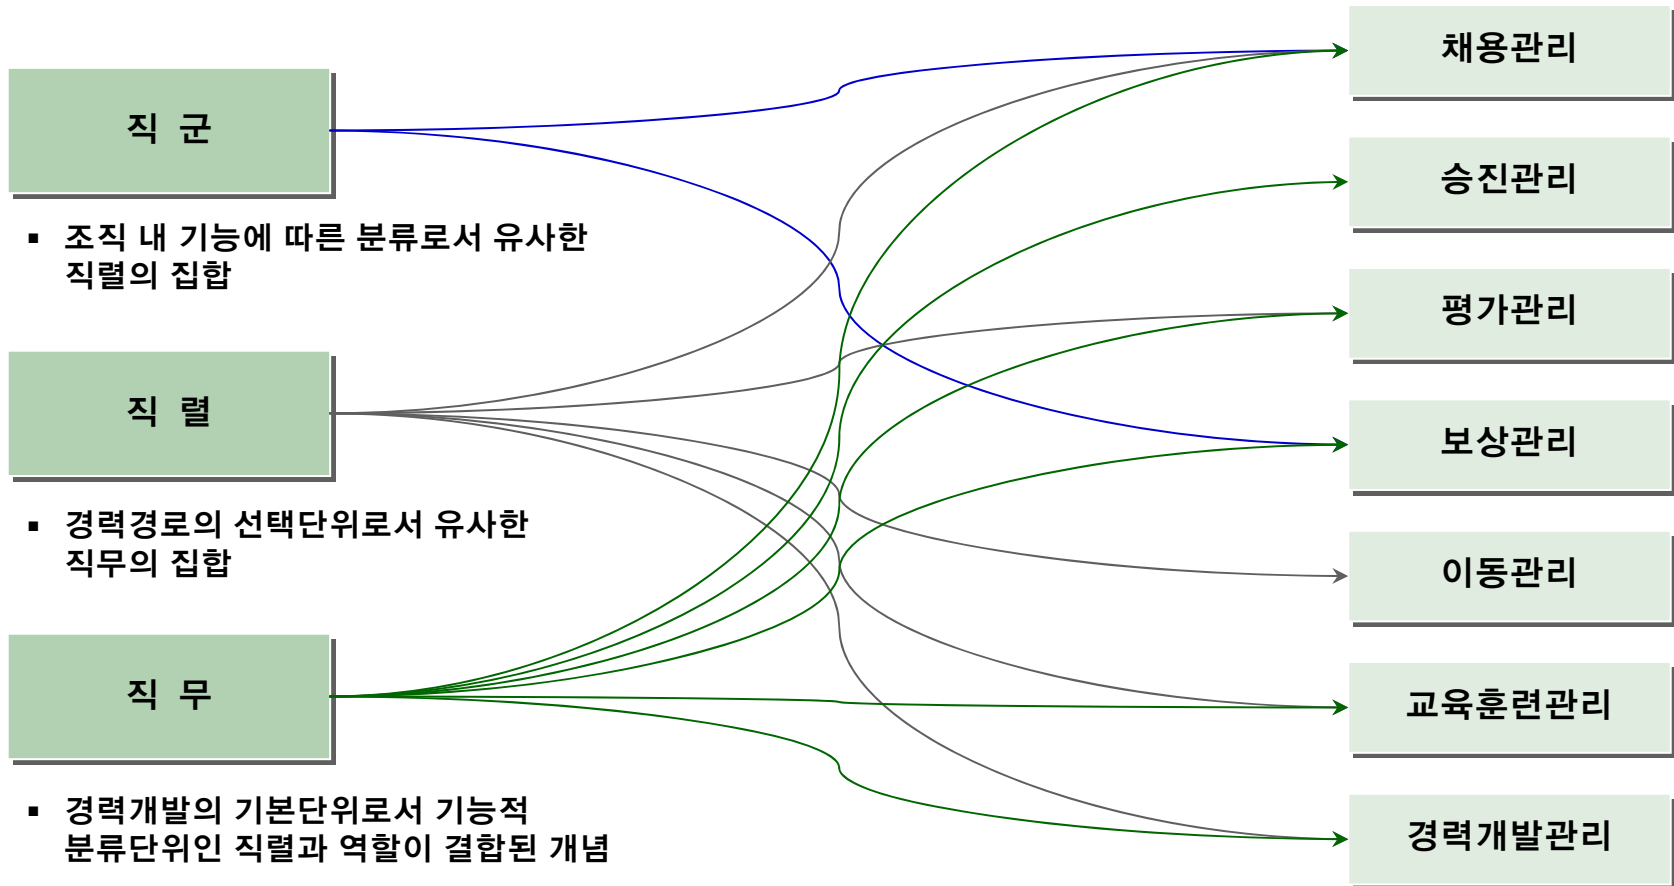 직 군
▪ 조직 내 기능에 따른 분류로서 유사한
직렬의 집합
직 렬
▪ 경력경로의 선택단위로서 유사한
직무의 집합
직 무
▪ 경력개발의 기본단위로서 기능적
분류단위인 직렬과 역할이 결합된 개념
채용관리
승진관리
평가관리
보상관리
이동관리
교육훈련관리
경력개발관리